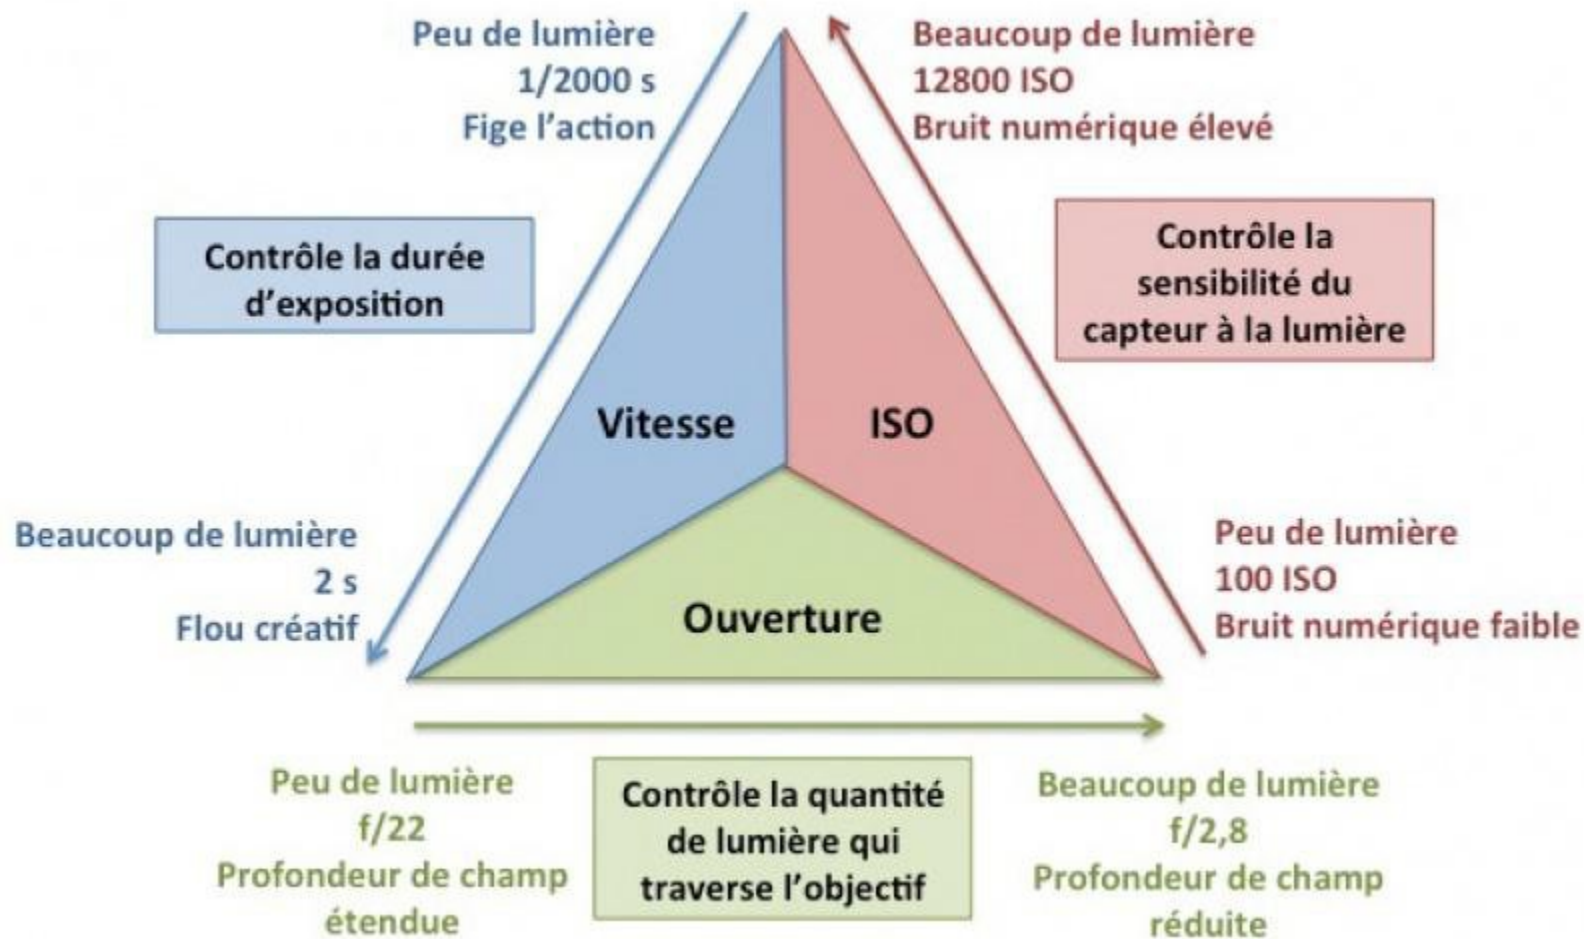 Peu de lumière
1/2000 s
Fige l’action
Beaucoup de lumière
12800 ISO
Bruit numérique élevé
Contrôle la durée
d’exposition
Contrôle la
sensibilité du
capteur à la lumière
Vitesse
ISO
Beaucoup de lumière
2 s
Flou créatif
Peu de lumière
100 ISO
Bruit numérique faible
Ouverture
Peu de lumière
f/22
Profondeur de champ
étendue
Contrôle la quantité
de lumière qui
traverse l’objectif
Beaucoup de lumière
f/2,8
Profondeur de champ
réduite